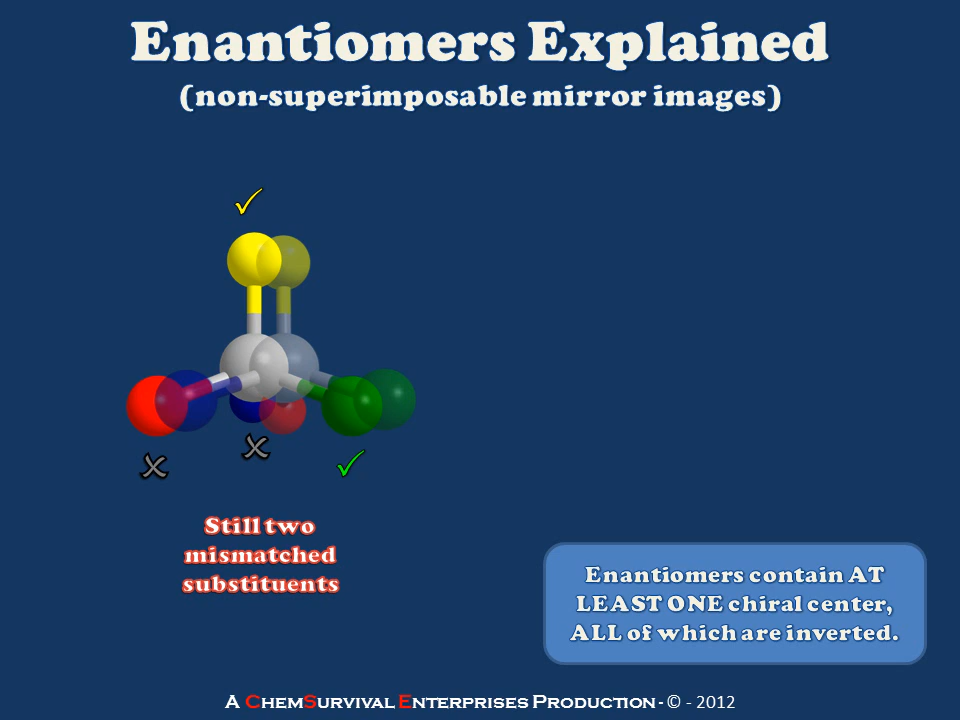 Enantiomers Explained
(non-superimposable mirror images)
✓
x
x
✓
Still two
mismatched
substituents
Enantiomers contain AT
LEAST ONE chiral center,
ALL of which are inverted.
A ChemSurvival Enterprises Production - © - 2012